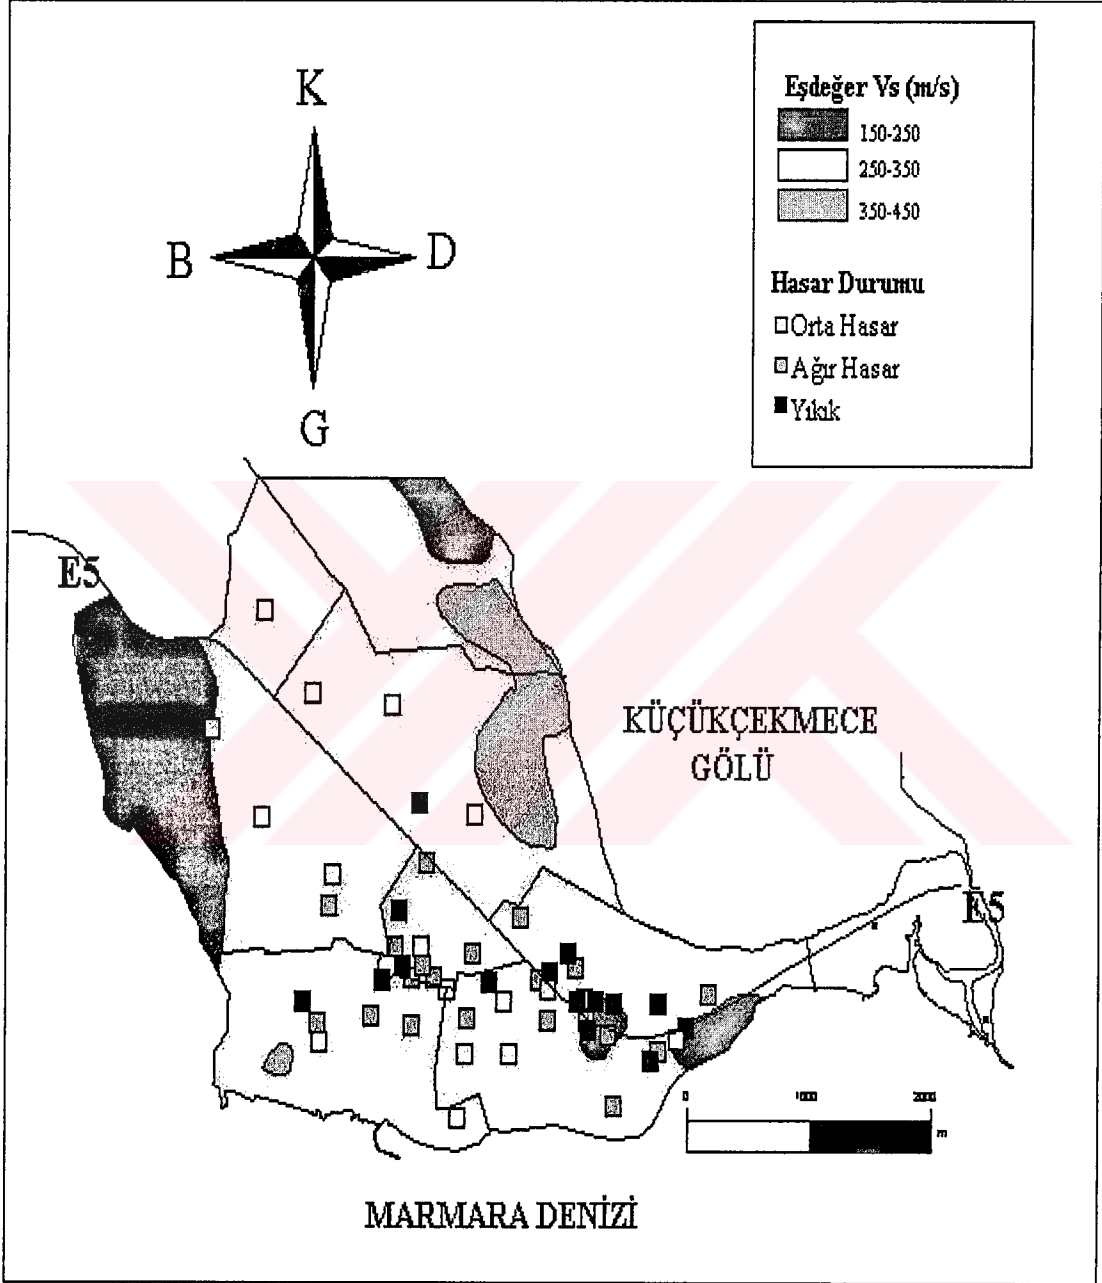 K
B
D
G
Eşdeğer Vs (m/s)
150-250
250-350
350-450
Hasar Durumu
Orta Hasar
Ağır Hasar
Yıkık
E5
KÜÇÜKÇEKMECE
GÖLÜ
E5
0 1000 2000
m
MARMARA DENİZİ